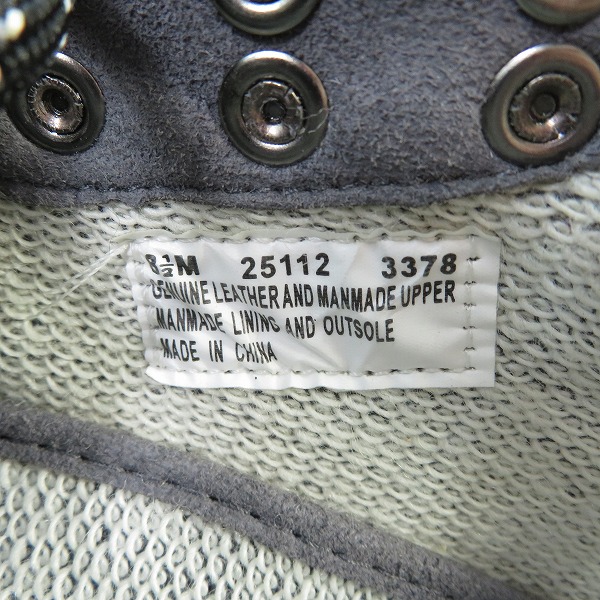 8½M 25112 3378
GENUINE LEATHER AND MANMADE UPPER
MANMADE LINING AND OUTSOLE
MADE IN CHINA